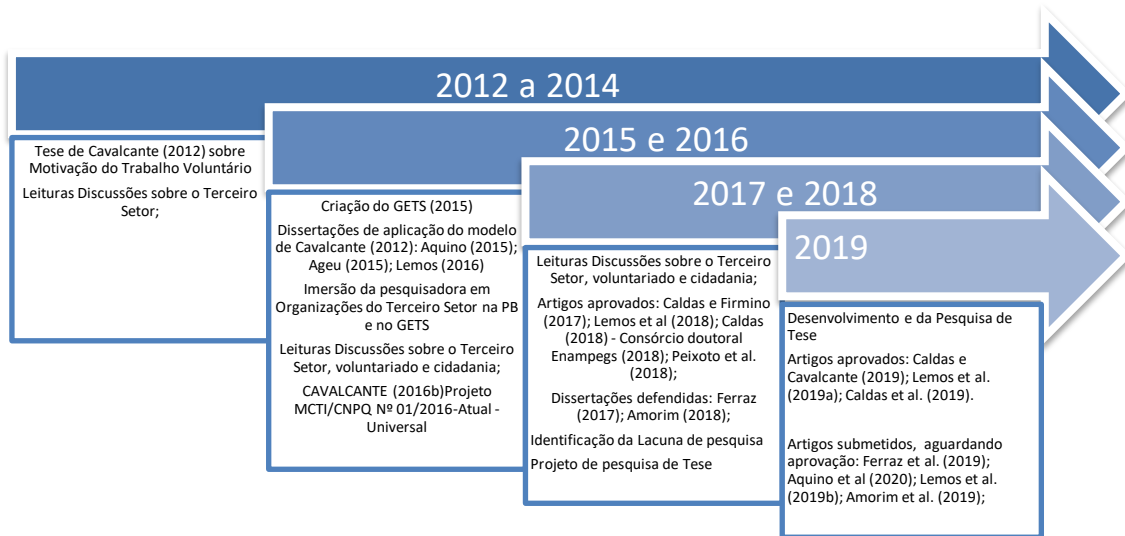 2012 a 2014
Tese de Cavalcante (2012) sobre
Motivação do Trabalho Voluntário
Leituras Discussões sobre o Terceiro
Setor;
2015 e 2016
Criação do GETS (2015)
Dissertações de aplicação do modelo
de Cavalcante (2012): Aquino (2015);
Ageu (2015); Lemos (2016)
Imersão da pesquisadora em
Organizações do Terceiro Setor na PB
e no GETS
Leituras Discussões sobre o Terceiro
Setor, voluntariado e cidadania;
CAVALCANTE (2016b)Projeto
MCTI/CNPQ Nº 01/2016-Atual -
Universal
2017 e 2018
Leituras Discussões sobre o Terceiro
Setor, voluntariado e cidadania;
Artigos aprovados: Caldas e Firmino
(2017); Lemos et al (2018); Caldas
(2018) - Consórcio doutoral
Enampegs (2018); Peixoto et al.
(2018);
Dissertações defendidas: Ferraz
(2017); Amorim (2018);
Identificação da Lacuna de pesquisa
Projeto de pesquisa de Tese
2019
Desenvolvimento e da Pesquisa de
Tese
Artigos aprovados: Caldas e
Cavalcante (2019); Lemos et al.
(2019a); Caldas et al. (2019).
Artigos submetidos, aguardando
aprovação: Ferraz et al. (2019);
Aquino et al (2020); Lemos et al.
(2019b); Amorim et al. (2019);